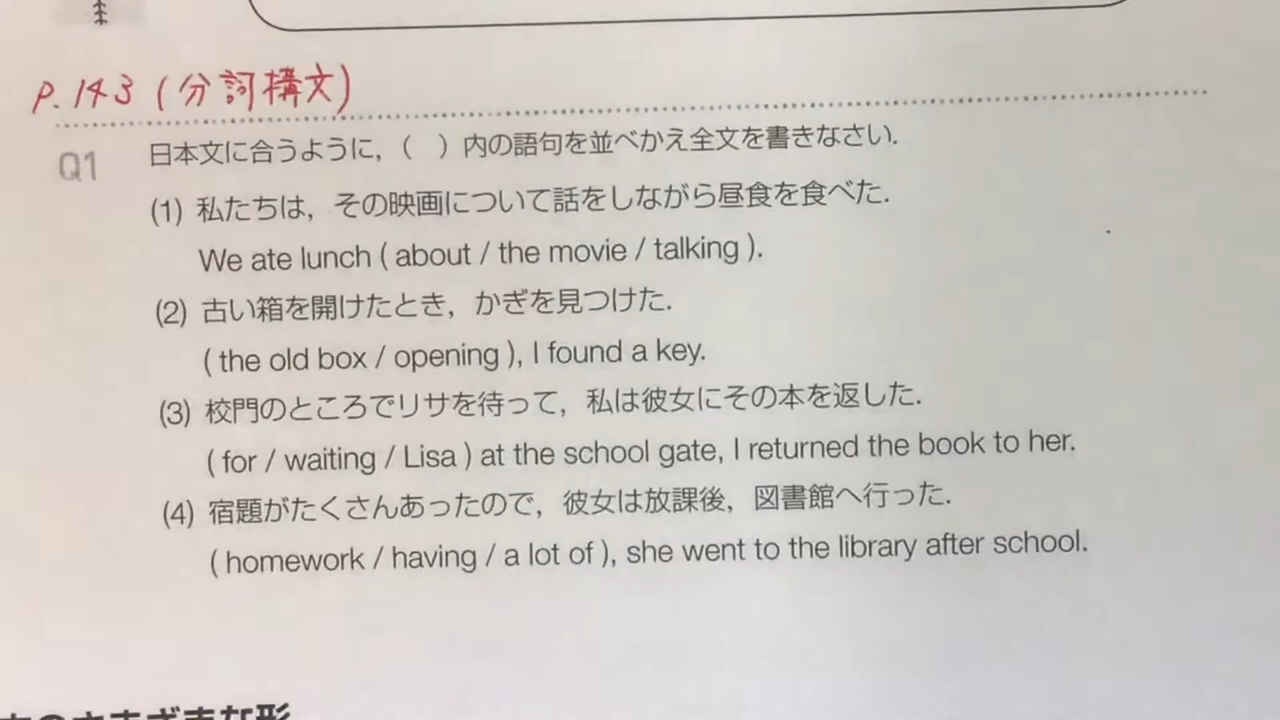 P.143 (分詞構文)
Q1 日本文に合うように,( )内の語句を並べかえ全文を書きなさい.
(1) 私たちは,その映画について話をしながら昼食を食べた.
We ate lunch ( about / the movie / talking ).
(2) 古い箱を開けたとき,かぎを見つけた.
( the old box / opening ), I found a key.
(3) 校門のところでリサを待って,私は彼女にその本を返した.
( for / waiting / Lisa ) at the school gate, I returned the book to her.
(4) 宿題がたくさんあったので,彼女は放課後,図書館へ行った.
( homework / having / a lot of ), she went to the library after school.
のさまざまな形